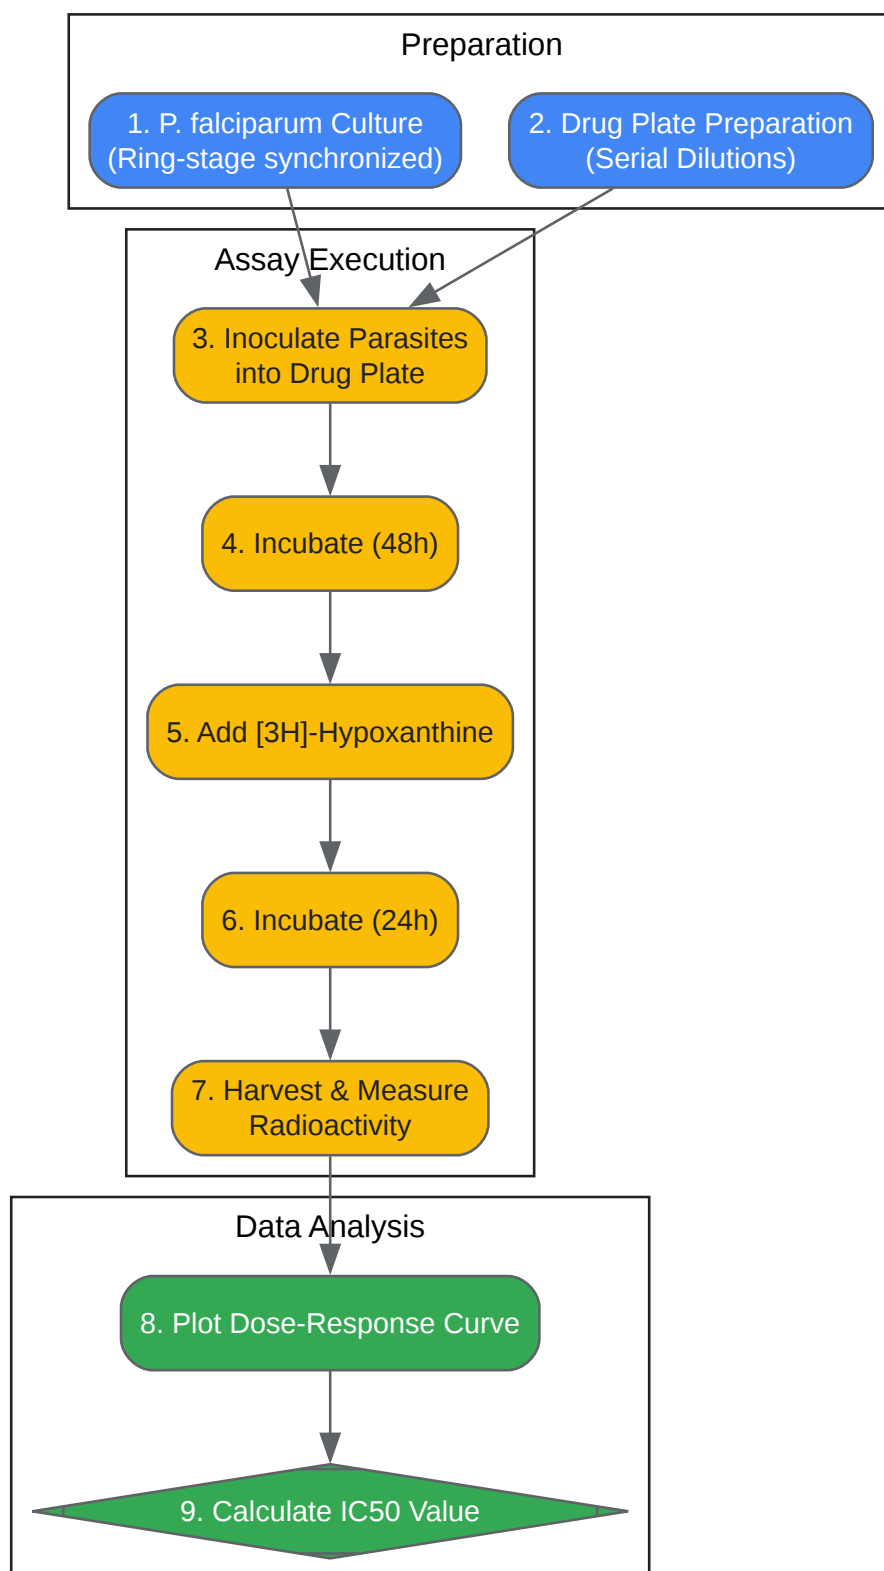 Preparation
1. P. falciparum Culture
(Ring-stage synchronized)
2. Drug Plate Preparation
(Serial Dilutions)
Assay Execution
3. Inoculate Parasites
into Drug Plate
4. Incubate (48h)
5. Add [3H]-Hypoxanthine
6. Incubate (24h)
7. Harvest & Measure
Radioactivity
Data Analysis
8. Plot Dose-Response Curve
9. Calculate IC50 Value